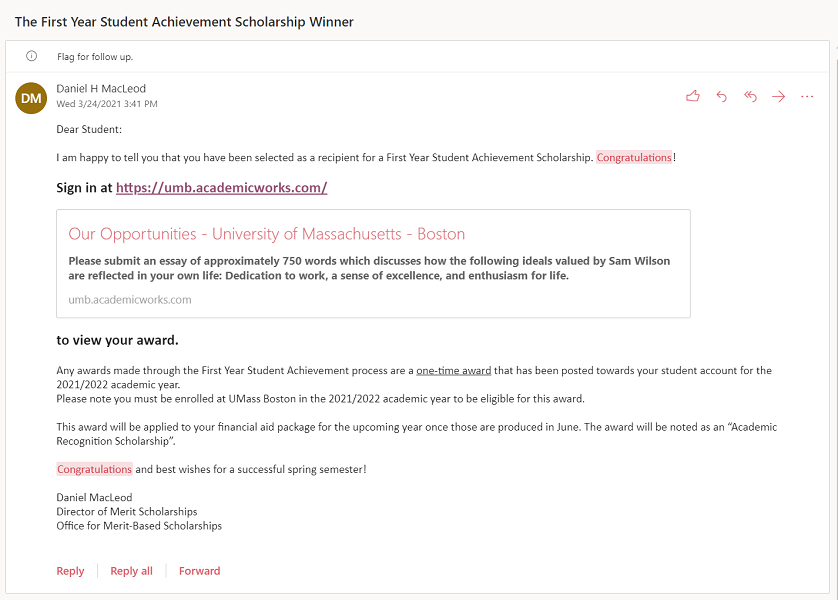 The First Year Student Achievement Scholarship Winner
Flag for follow up.
DM
Daniel H MacLeod
Wed 3/24/2021 3:41 PM
Dear Student:
I am happy to tell you that you have been selected as a recipient for a First Year Student Achievement Scholarship. Congratulations!
Sign in at https://umb.academicworks.com/
Our Opportunities - University of Massachusetts - Boston
Please submit an essay of approximately 750 words which discusses how the following ideals valued by Sam Wilson
are reflected in your own life: Dedication to work, a sense of excellence, and enthusiasm for life.
umb.academicworks.com
to view your award.
Any awards made through the First Year Student Achievement process are a one-time award that has been posted towards your student account for the
2021/2022 academic year.
Please note you must be enrolled at UMass Boston in the 2021/2022 academic year to be eligible for this award.
This award will be applied to your financial aid package for the upcoming year once those are produced in June. The award will be noted as an “Academic
Recognition Scholarship”.
Congratulations and best wishes for a successful spring semester!
Daniel MacLeod
Director of Merit Scholarships
Office for Merit-Based Scholarships
Reply
Reply all
Forward